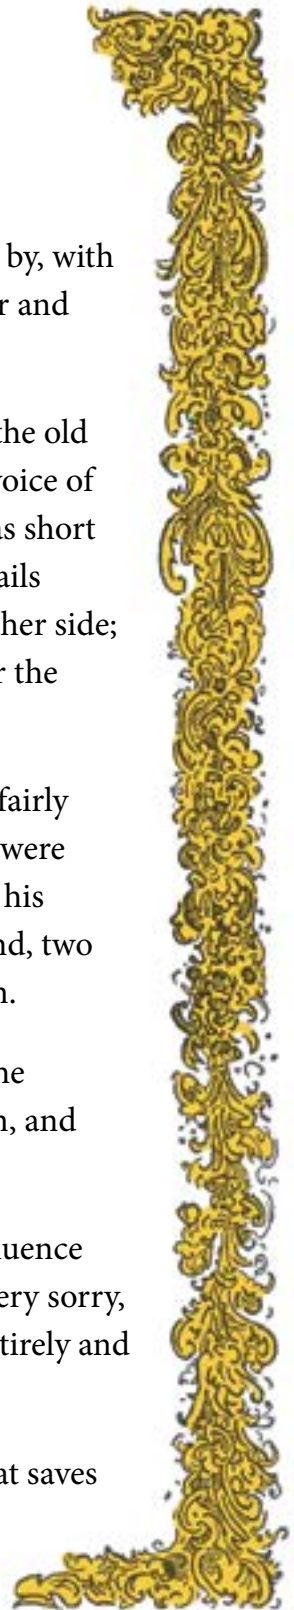 by, with
r and
the old
voice of
as short
ails
her side;
r the
fairly
were
his
nd, two
n.
he
n, and
luence
ery sorry,
tirely and
at saves